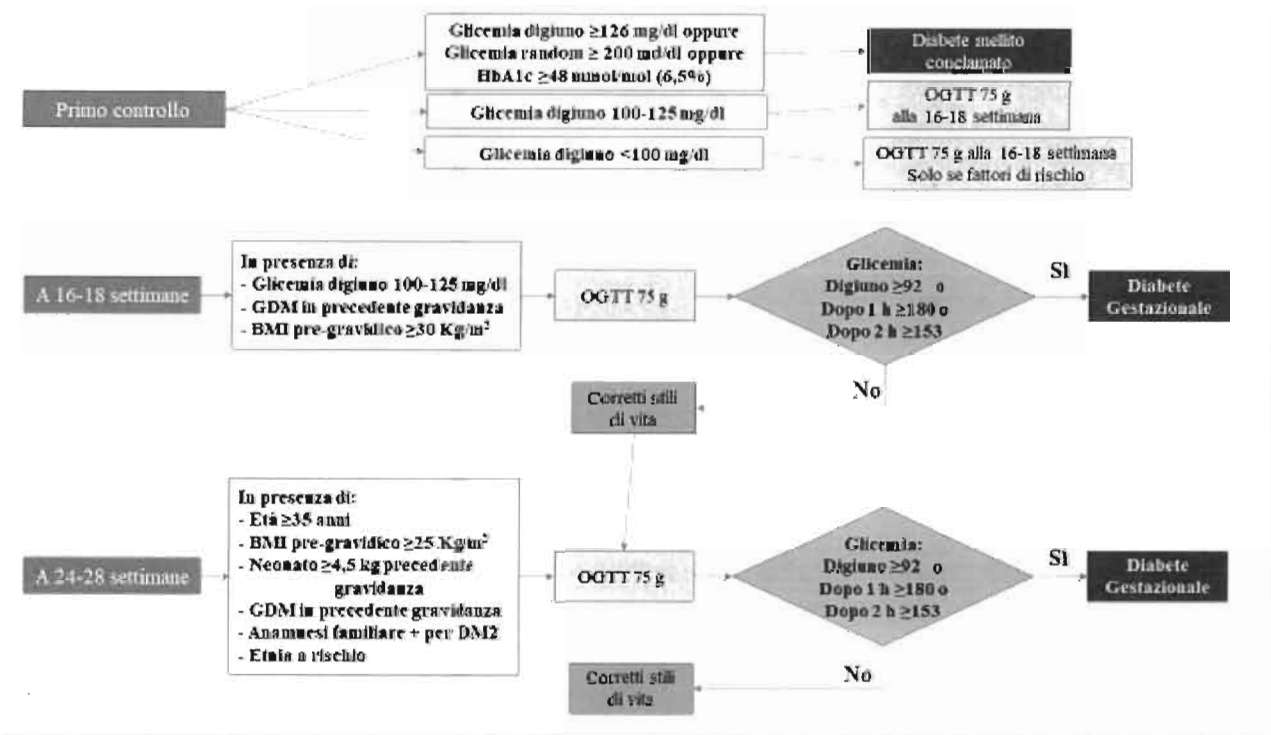 Glicemia digiuno ≥126 mg/dl oppure
Glicemia random ≥ 200 md/dl oppure
HbA1c ≥48 mmol/mol (6,5%)
Diabete mellito
conclamato
Primo controllo
Glicemia digiuno 100-125 mg/dl
OGTT 75 g
alla 16-18 settimana
Glicemia digiuno <100 mg/dl
OGTT 75 g alla 16-18 settimana
Solo se fattori di rischio
A 16-18 settimane
In presenza di:
- Glicemia digiuno 100-125 mg/dl
- GDM in precedente gravidanza
- BMI pre-gravidico ≥30 Kg/m²
OGTT 75 g
Glicemia:
Digiuno ≥92 o
Dopo 1 h ≥180 o
Dopo 2 h ≥153
Sì
Diabete
Gestazionale
No
Corretti stili
di vita
A 24-28 settimane
In presenza di:
- Età ≥35 anni
- BMI pre-gravidico ≥25 Kg/m²
- Neonato ≥4,5 kg precedente
gravidanza
- GDM in precedente gravidanza
- Anamnesi familiare + per DM2
- Etnia a rischio
OGTT 75 g
Glicemia:
Digiuno ≥92 o
Dopo 1 h ≥180 o
Dopo 2 h ≥153
Sì
Diabete
Gestazionale
No
Corretti stili
di vita